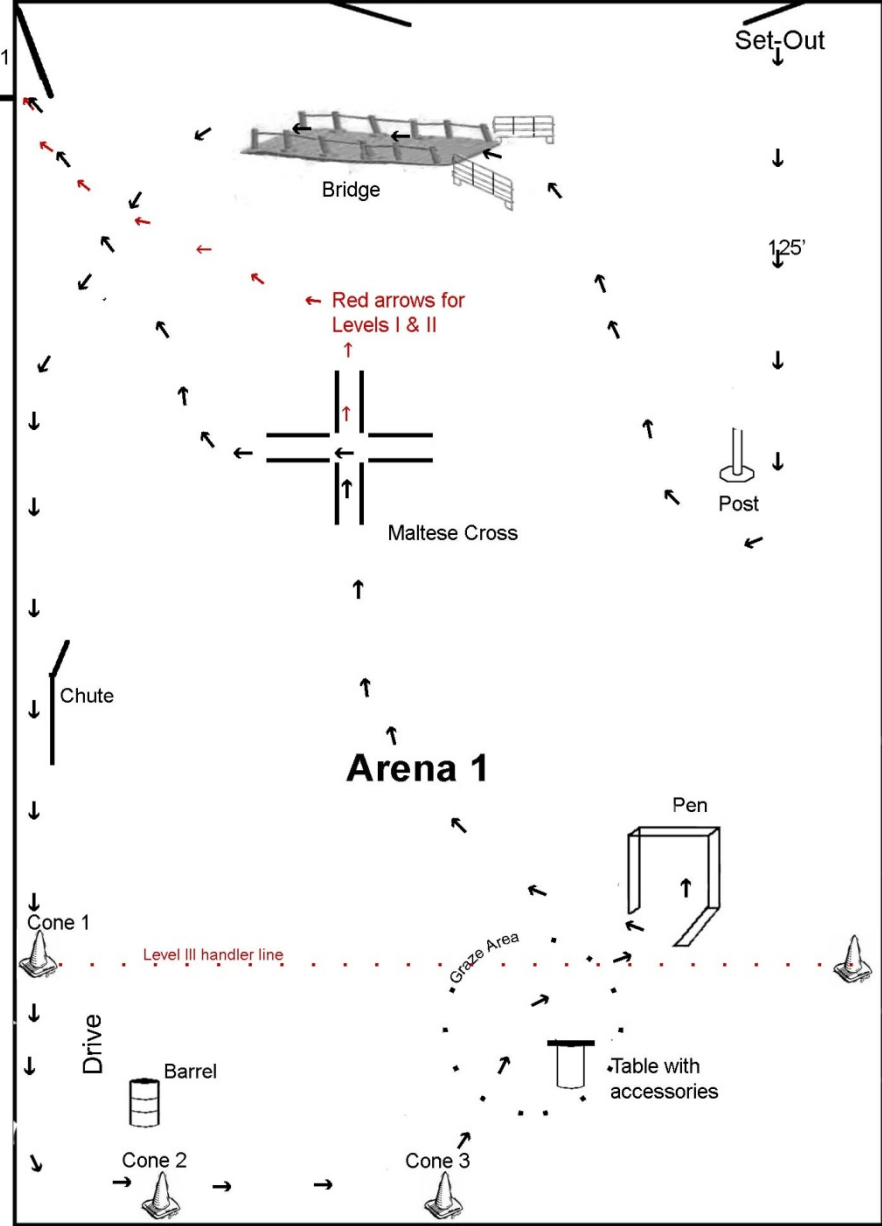 1
Set-Out
Bridge
125'
Red arrows for
Levels I & II
Post
Maltese Cross
Chute
Arena 1
Pen
Cone 1
Level III handler line
Graze Area
Drive
Barrel
Table with
accessories
Cone 2
Cone 3